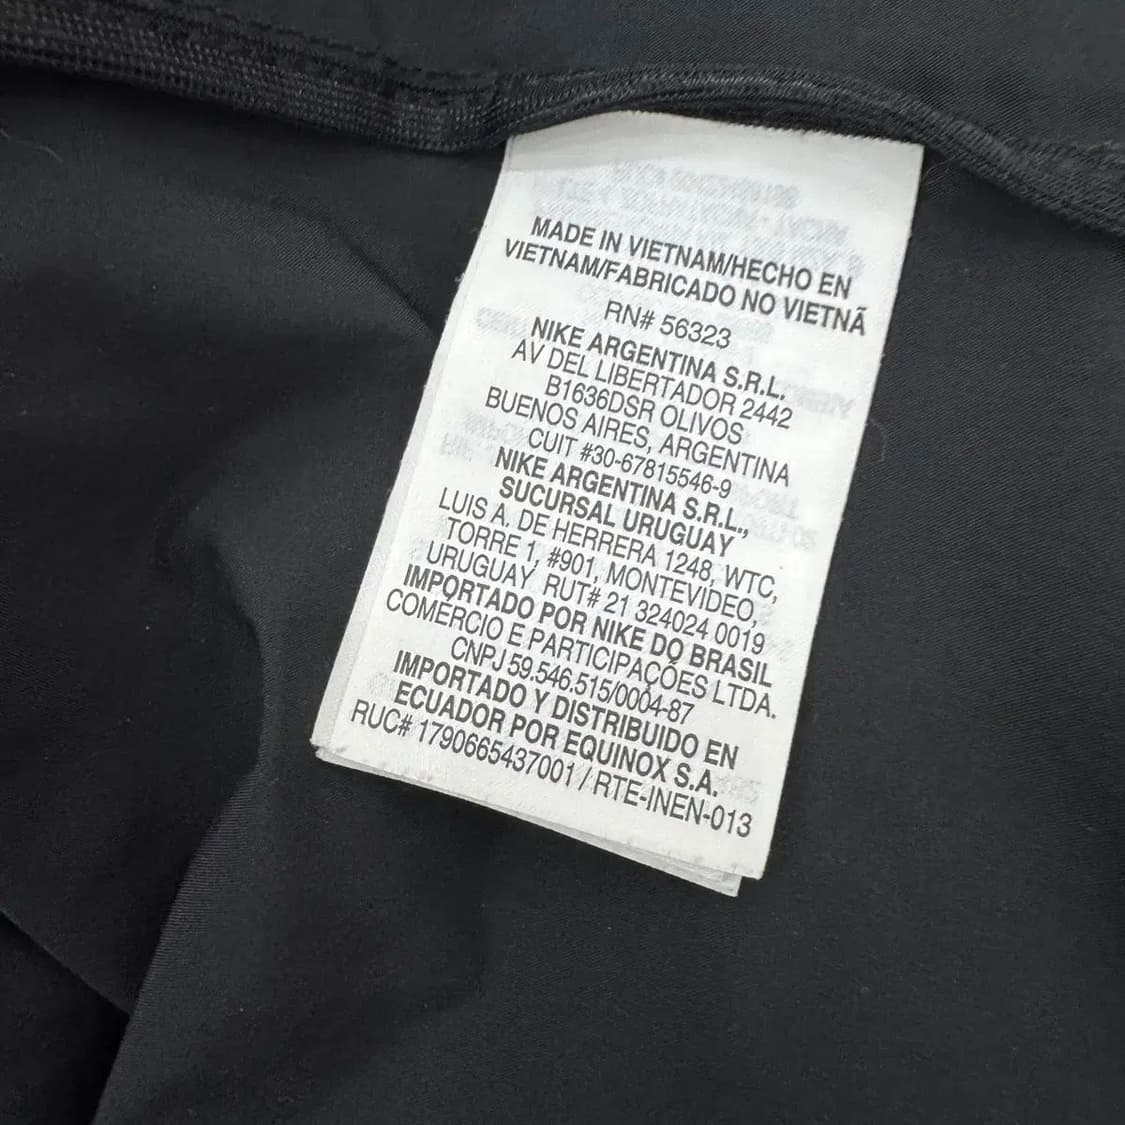 MADE IN VIETNAM/HECHO EN
VIETNAM/FABRICADO NO VIETNÃ
RN# 56323
NIKE ARGENTINA S.R.L.
AV DEL LIBERTADOR 2442
B1636DSR OLIVOS
BUENOS AIRES, ARGENTINA
CUIT #30-67815546-9
NIKE ARGENTINA S.R.L.,
SUCURSAL URUGUAY
LUIS A. DE HERRERA 1248, WTC,
TORRE 1, #901, MONTEVIDEO,
URUGUAY RUT# 21 324024 0019
IMPORTADO POR NIKE DO BRASIL
COMÉRCIO E PARTICIPAÇÕES LTDA.
CNPJ 59.546.515/0004-87
IMPORTADO Y DISTRIBUIDO EN
ECUADOR POR EQUINOX S.A.
RUC# 1790665437001 / RTE-INEN-013